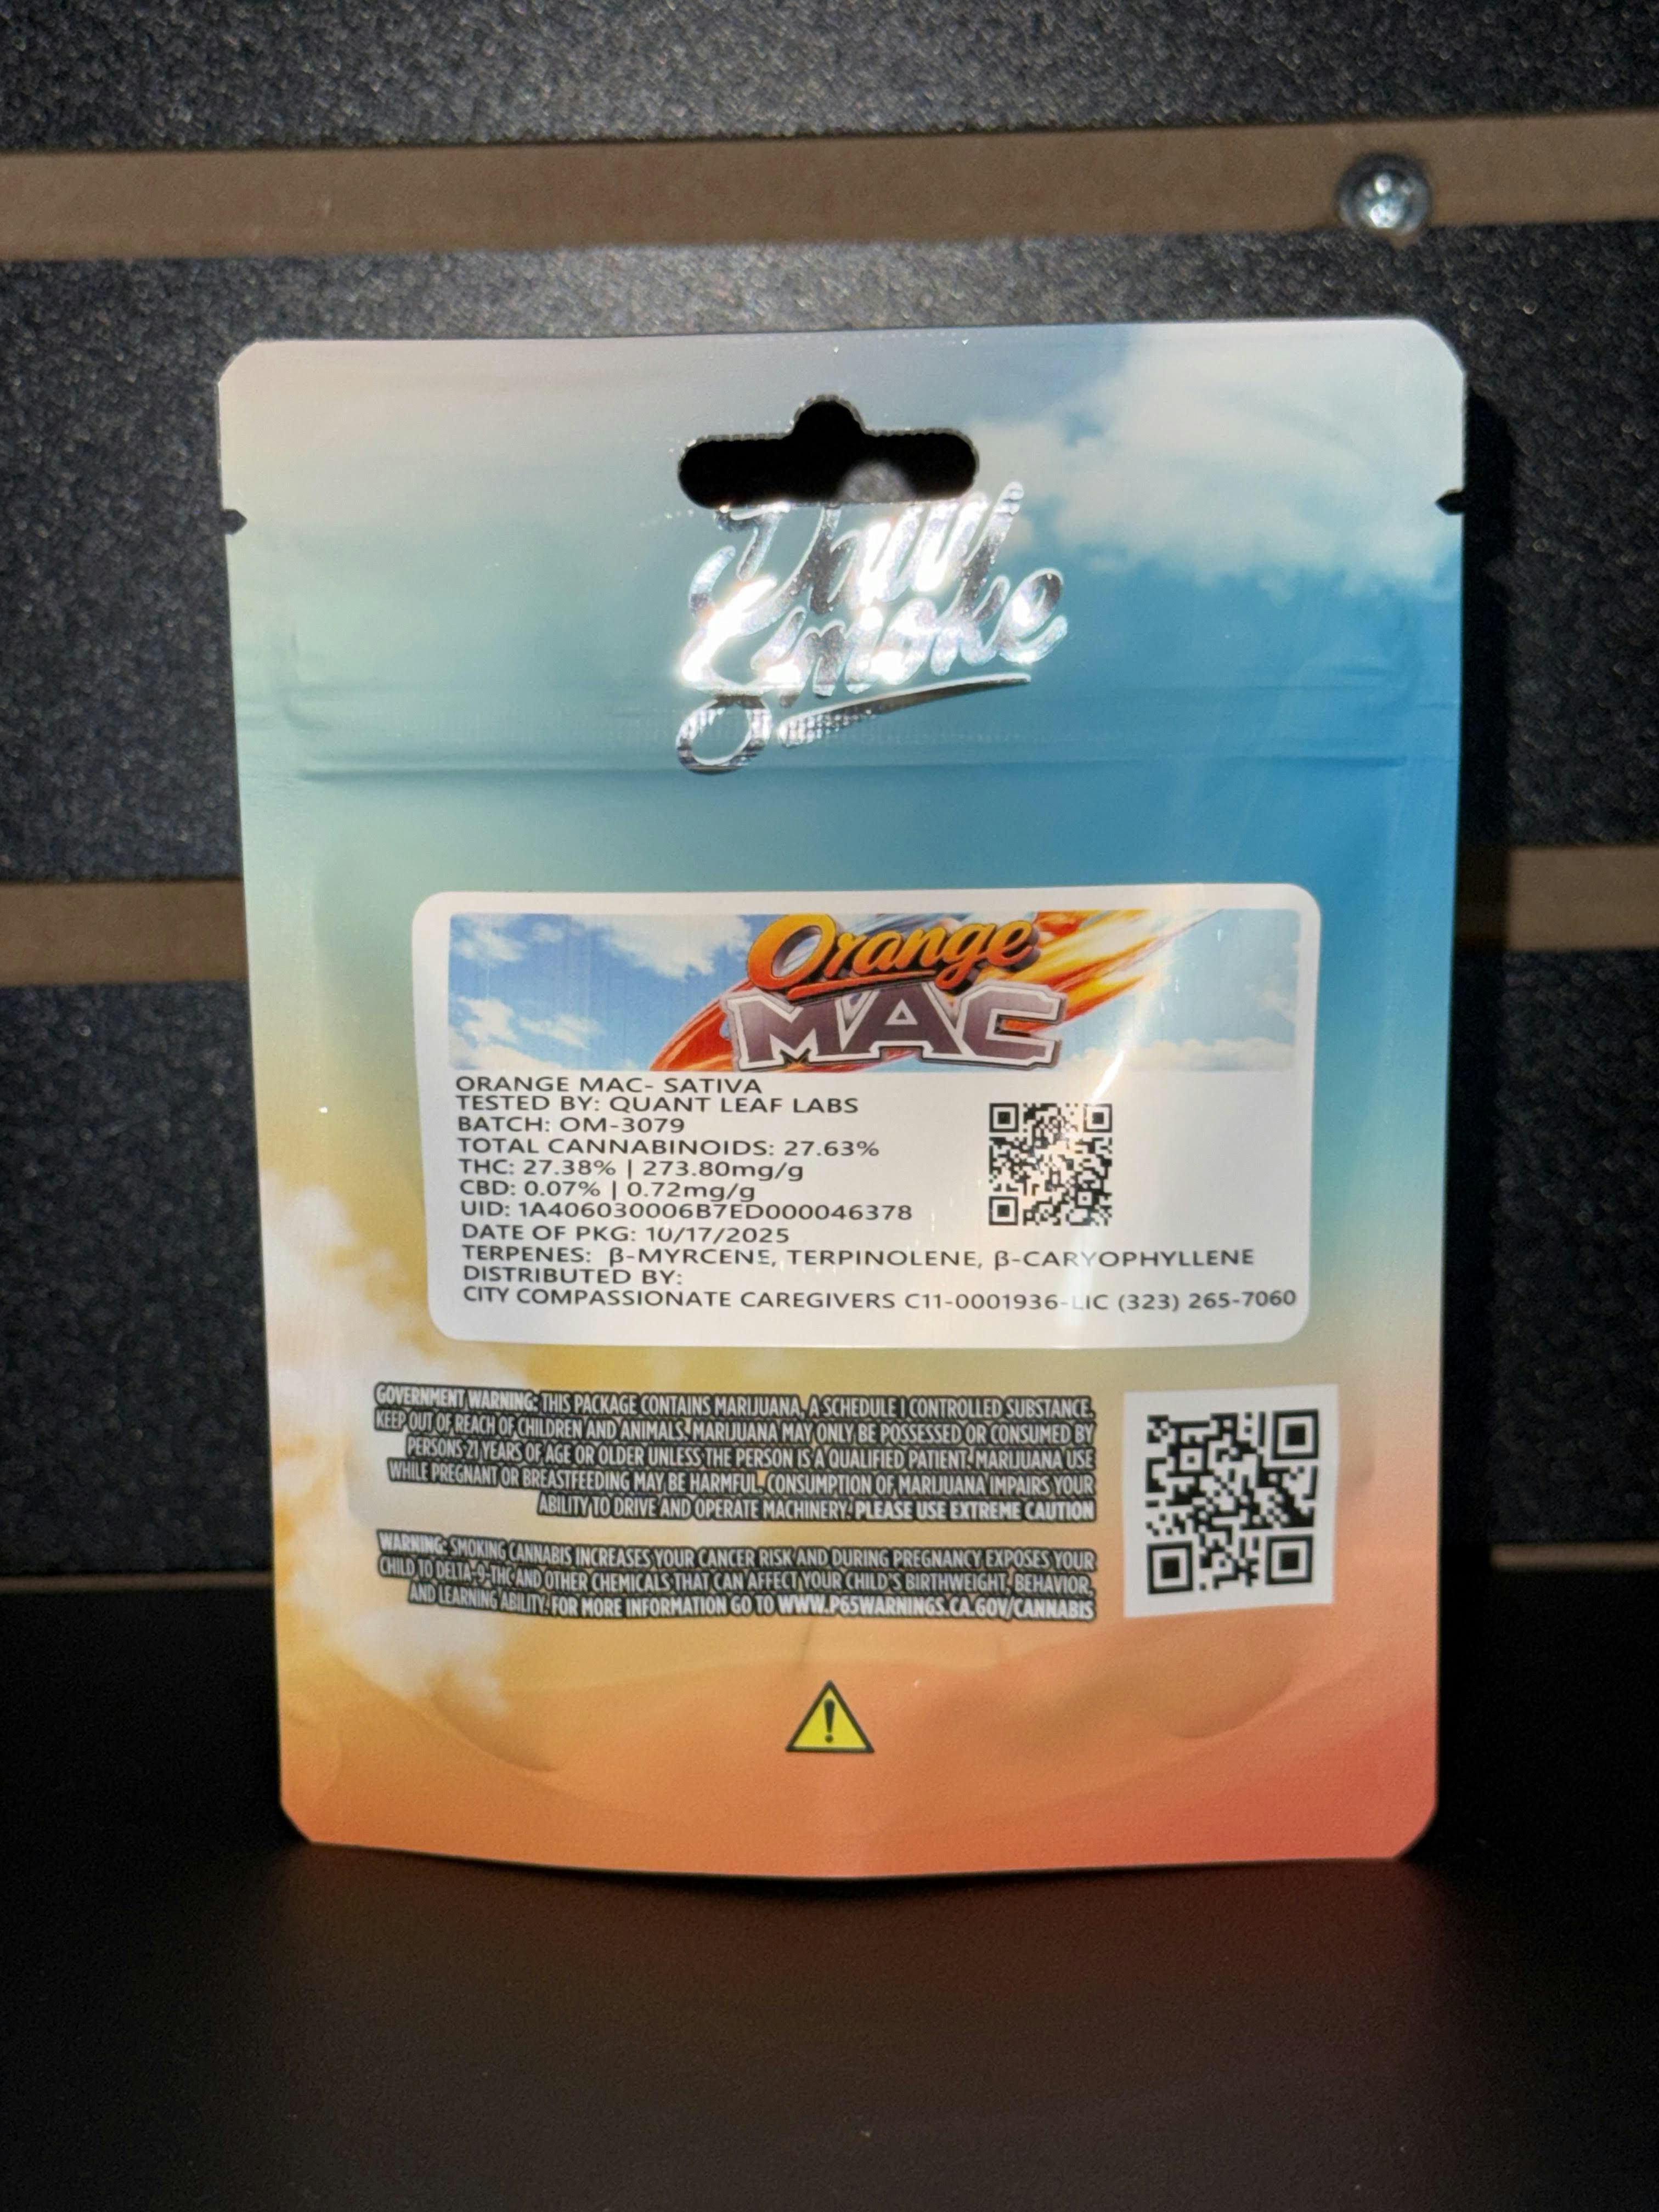 Smoke
Orange
MAC
ORANGE MAC- SATIVA
TESTED BY: QUANT LEAF LABS
BATCH: OM-3079
TOTAL CANNABINOIDS: 27.63%
THC: 27.38% | 273.80mg/g
CBD: 0.07% | 0.72mg/g
UID: 1A406030006B7ED000046378
DATE OF PKG: 10/17/2025
TERPENES: β-MYRCENE, TERPINOLENE, β-CARYOPHYLLENE
DISTRIBUTED BY:
CITY COMPASSIONATE CAREGIVERS C11-0001936-LIC (323) 265-7060
GOVERNMENT WARNING: THIS PACKAGE CONTAINS MARIJUANA, A SCHEDULE I CONTROLLED SUBSTANCE.
KEEP OUT OF REACH OF CHILDREN AND ANIMALS. MARIJUANA MAY ONLY BE POSSESSED OR CONSUMED BY
PERSONS 21 YEARS OF AGE OR OLDER UNLESS THE PERSON IS A QUALIFIED PATIENT. MARIJUANA USE
WHILE PREGNANT OR BREASTFEEDING MAY BE HARMFUL. CONSUMPTION OF MARIJUANA IMPAIRS YOUR
ABILITY TO DRIVE AND OPERATE MACHINERY. PLEASE USE EXTREME CAUTION
WARNING: SMOKING CANNABIS INCREASES YOUR CANCER RISK AND DURING PREGNANCY EXPOSES YOUR
CHILD TO DELTA-9-THC AND OTHER CHEMICALS THAT CAN AFFECT YOUR CHILD'S BIRTHWEIGHT, BEHAVIOR,
AND LEARNING ABILITY. FOR MORE INFORMATION GO TO WWW.P65WARNINGS.CA.GOV/CANNABIS